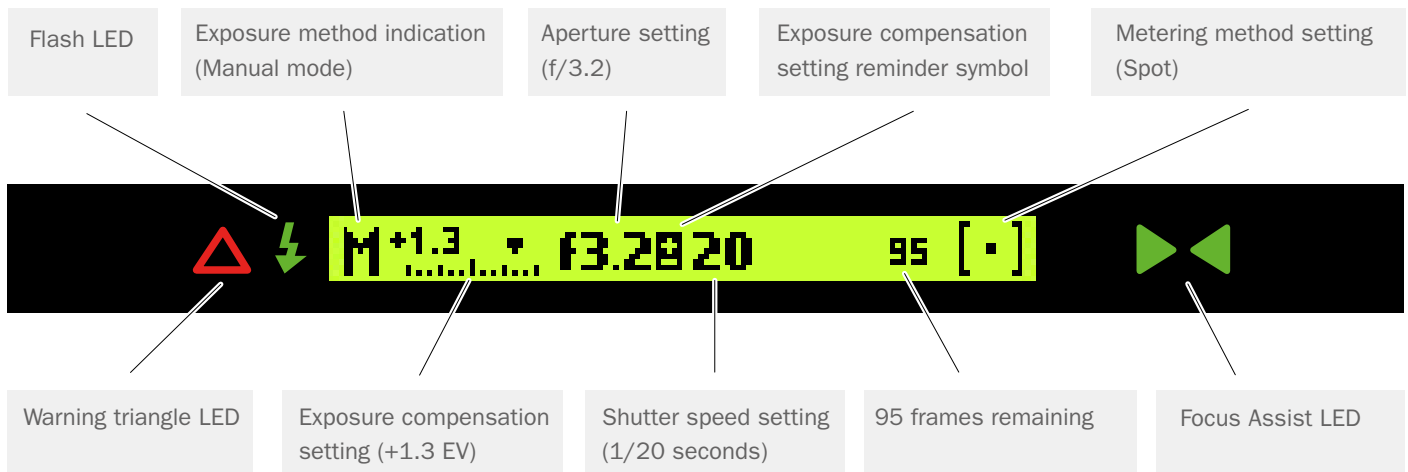 Flash LED
Exposure method indication
(Manual mode)
Aperture setting
(f/3.2)
Exposure compensation
setting reminder symbol
Metering method setting
(Spot)
M +1.3 f3.2 20 95 [ · ]
Warning triangle LED
Exposure compensation
setting (+1.3 EV)
Shutter speed setting
(1/20 seconds)
95 frames remaining
Focus Assist LED